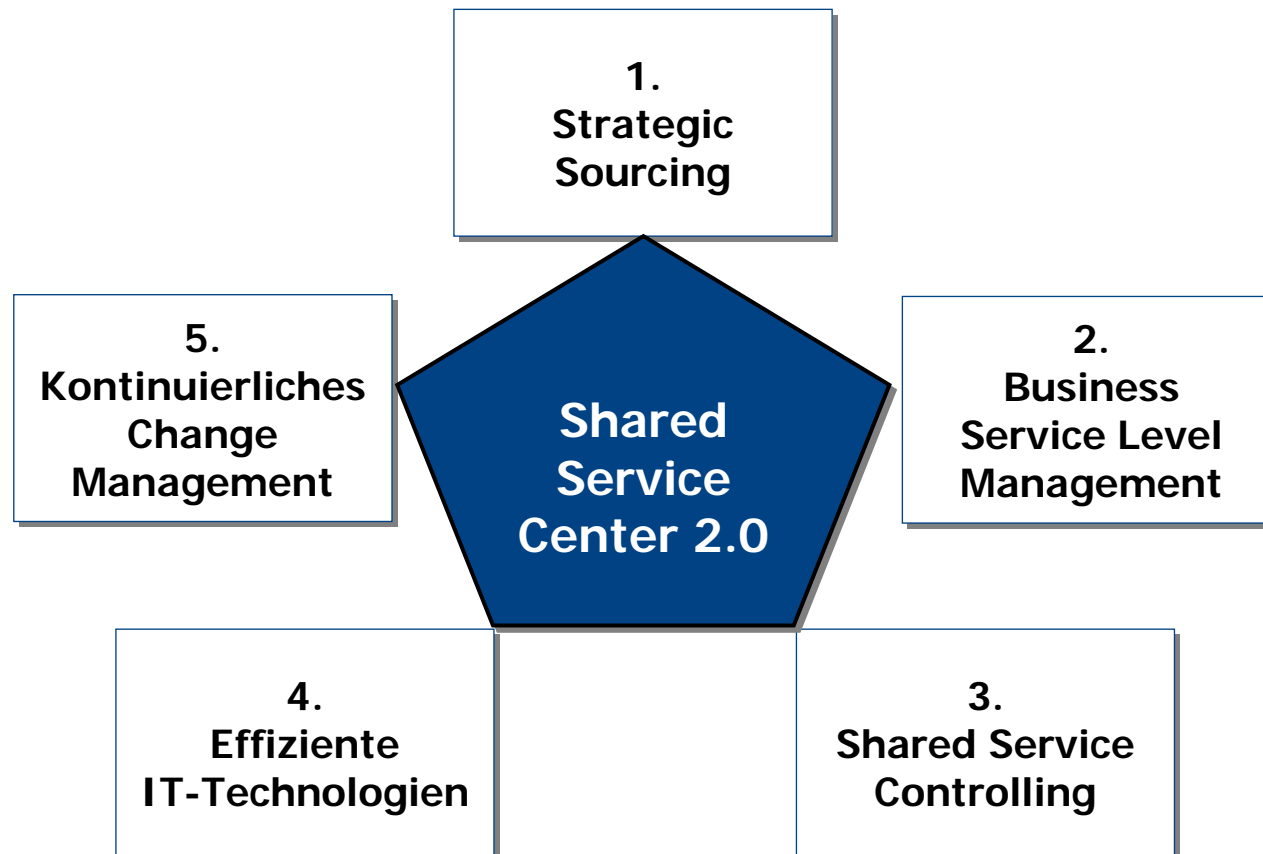 1.
Strategic
Sourcing
2.
Business
Service Level
Management
3.
Shared Service
Controlling
4.
Effiziente
IT-Technologien
5.
Kontinuierliches
Change
Management
Shared
Service
Center 2.0